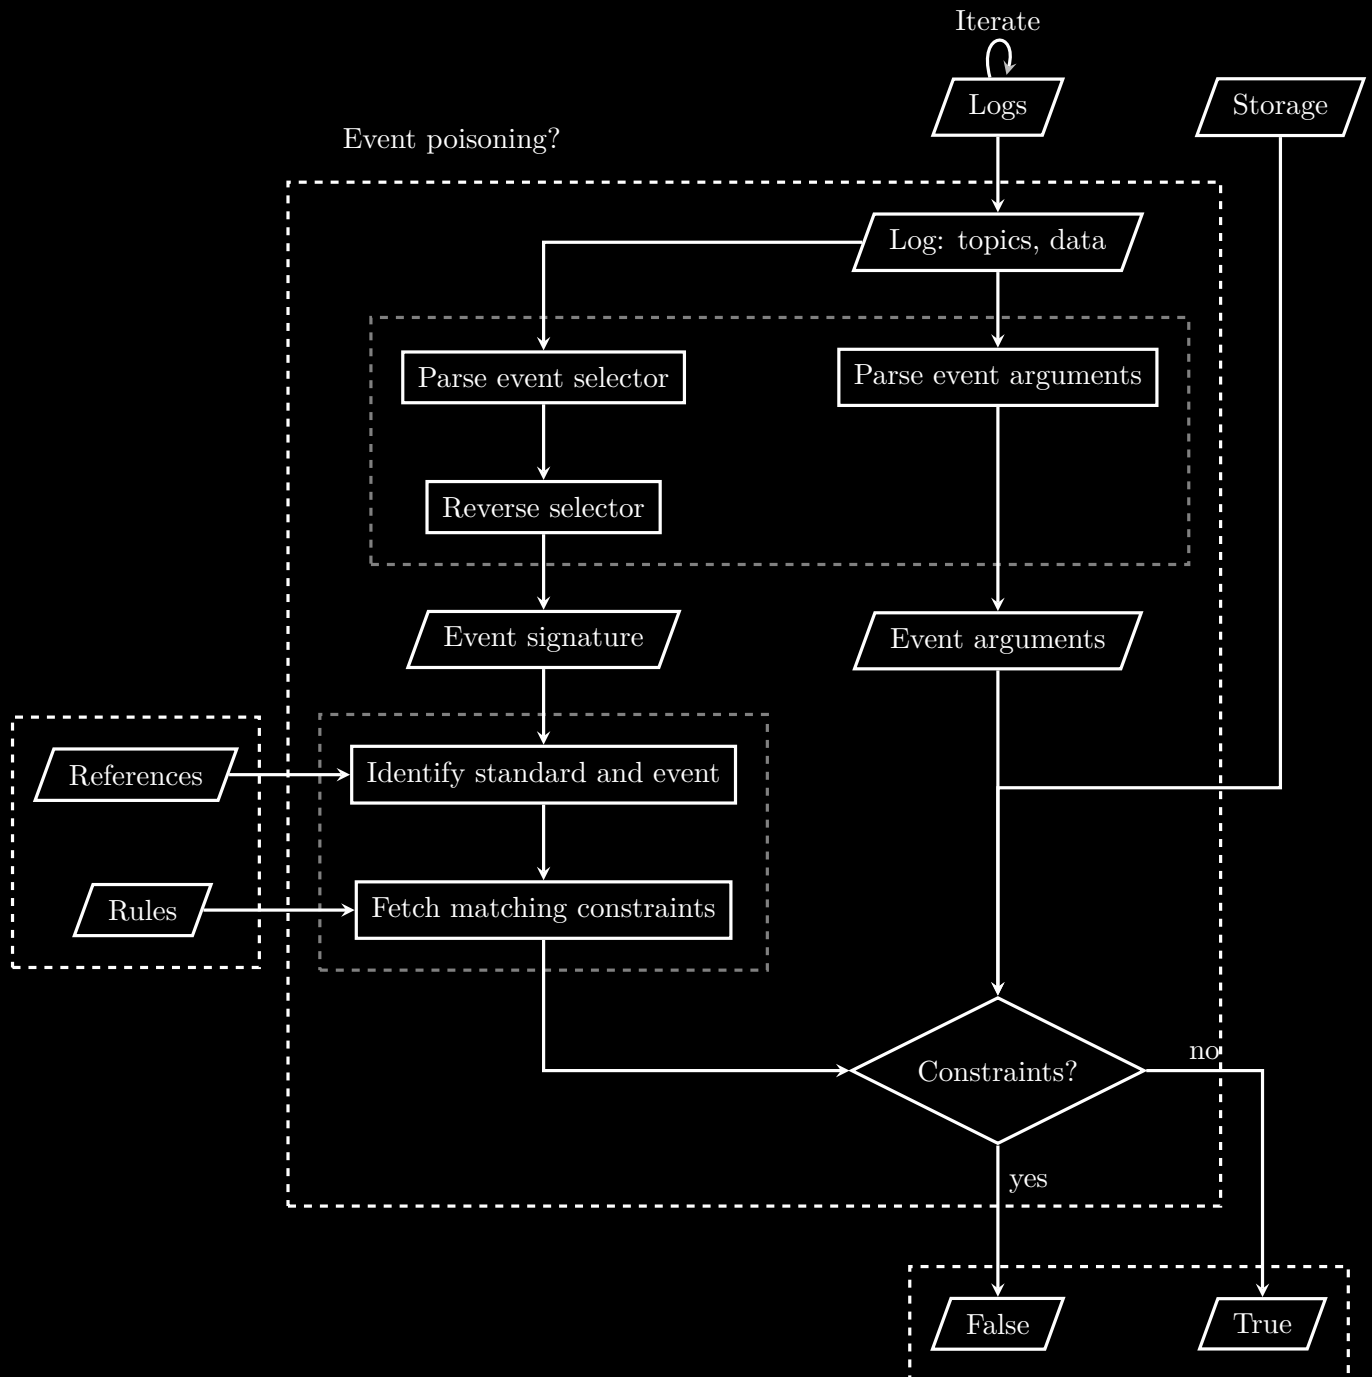 Iterate
Logs
Storage
Event poisoning?
Log: topics, data
Parse event selector
Parse event arguments
Reverse selector
Event signature
Event arguments
References
Identify standard and event
Rules
Fetch matching constraints
Constraints?
no
yes
False
True